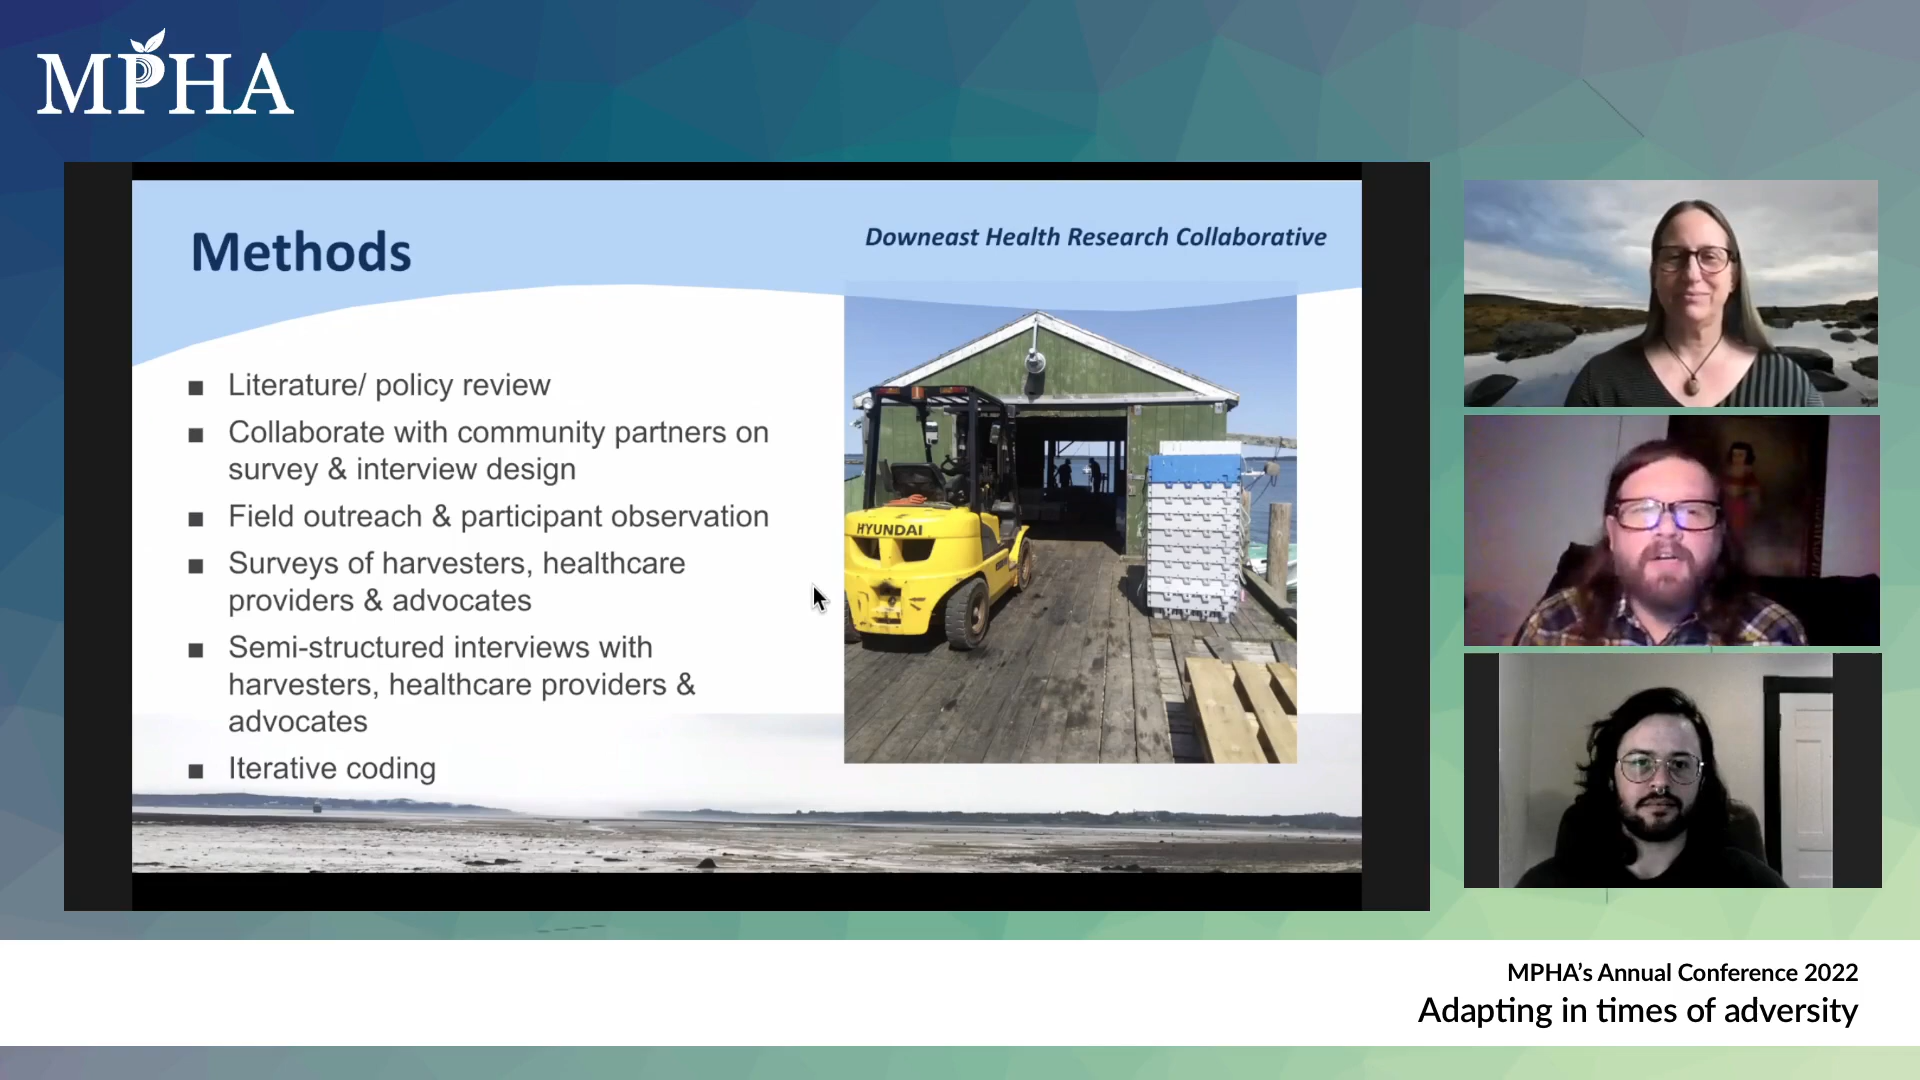 MPHA
Methods
Downeast Health Research Collaborative
■ Literature/ policy review
■ Collaborate with community partners on
survey & interview design
■ Field outreach & participant observation
■ Surveys of harvesters, healthcare
providers & advocates
■ Semi-structured interviews with
harvesters, healthcare providers &
advocates
■ Iterative coding
HYUNDAI
MPHA’s Annual Conference 2022
Adapting in times of adversity